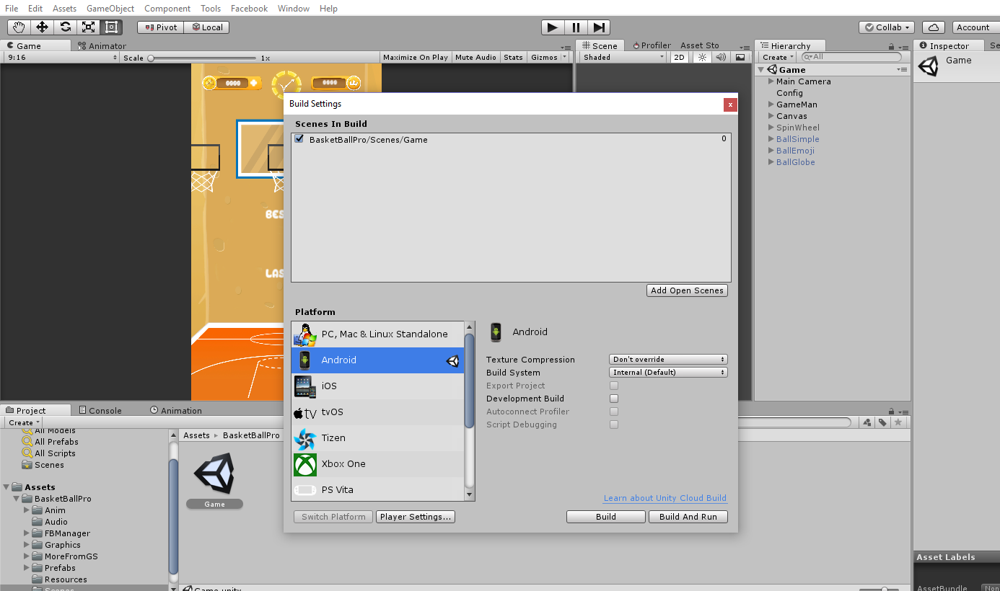 File Edit Assets GameObject Component Tools Facebook Window Help
Pivot Local Collab Account
Game Animator
9:16 Scale 1x Maximize On Play Mute Audio Stats Gizmos
Scene Profiler Asset Sto
Shaded 2D
Hierarchy
Create All
Game
Main Camera
Config
GameMan
Canvas
SpinWheel
BallSimple
BallEmoji
BallGlobe
Inspector Se
Game
0000 0000
BES
LAS
Build Settings x
Scenes In Build
BasketBallPro/Scenes/Game 0
Add Open Scenes
Platform
PC, Mac & Linux Standalone
Android
iOS
tv tvOS
Tizen
Xbox One
PS Vita
Android
Texture Compression Don't override
Build System Internal (Default)
Export Project
Development Build
Autoconnect Profiler
Script Debugging
Learn about Unity Cloud Build
Switch Platform Player Settings... Build Build And Run
Project Console Animation
Create
All Models
All Prefabs
All Scripts
Scenes
Assets
BasketBallPro
Anim
Audio
FBManager
Graphics
MoreFromGS
Prefabs
Resources
Scenes
Assets ▸ BasketBallPro
Game
Game.unity
Asset Labels
AssetBundle Non